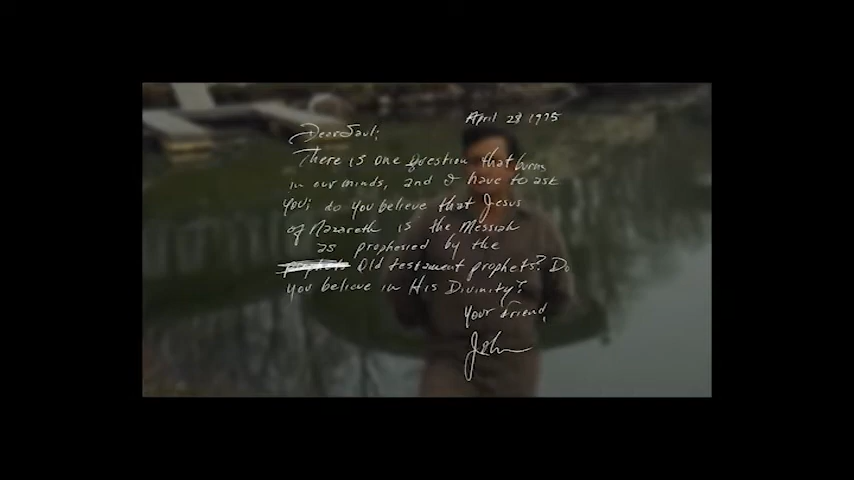 April 28 1975
Dear Saul;
There is one question that burns
in our minds, and I have to ask
you; do you believe that Jesus
of Nazareth is the Messiah
as prophesied by the
Old testament prophets? Do
you believe in His Divinity?
Your friend,
John